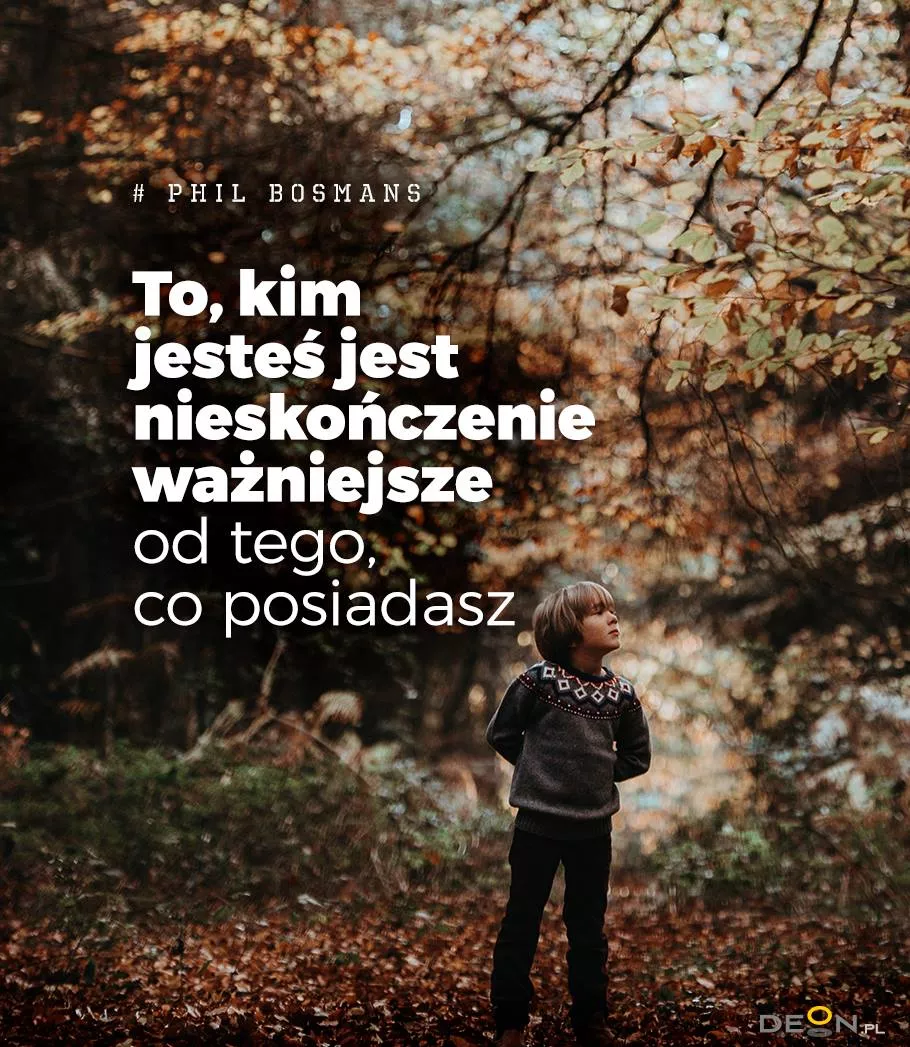 # PHIL BOSMANS
To, kim
jesteś jest
nieskończenie
ważniejsze
od tego,
co posiadasz
DEON.PL